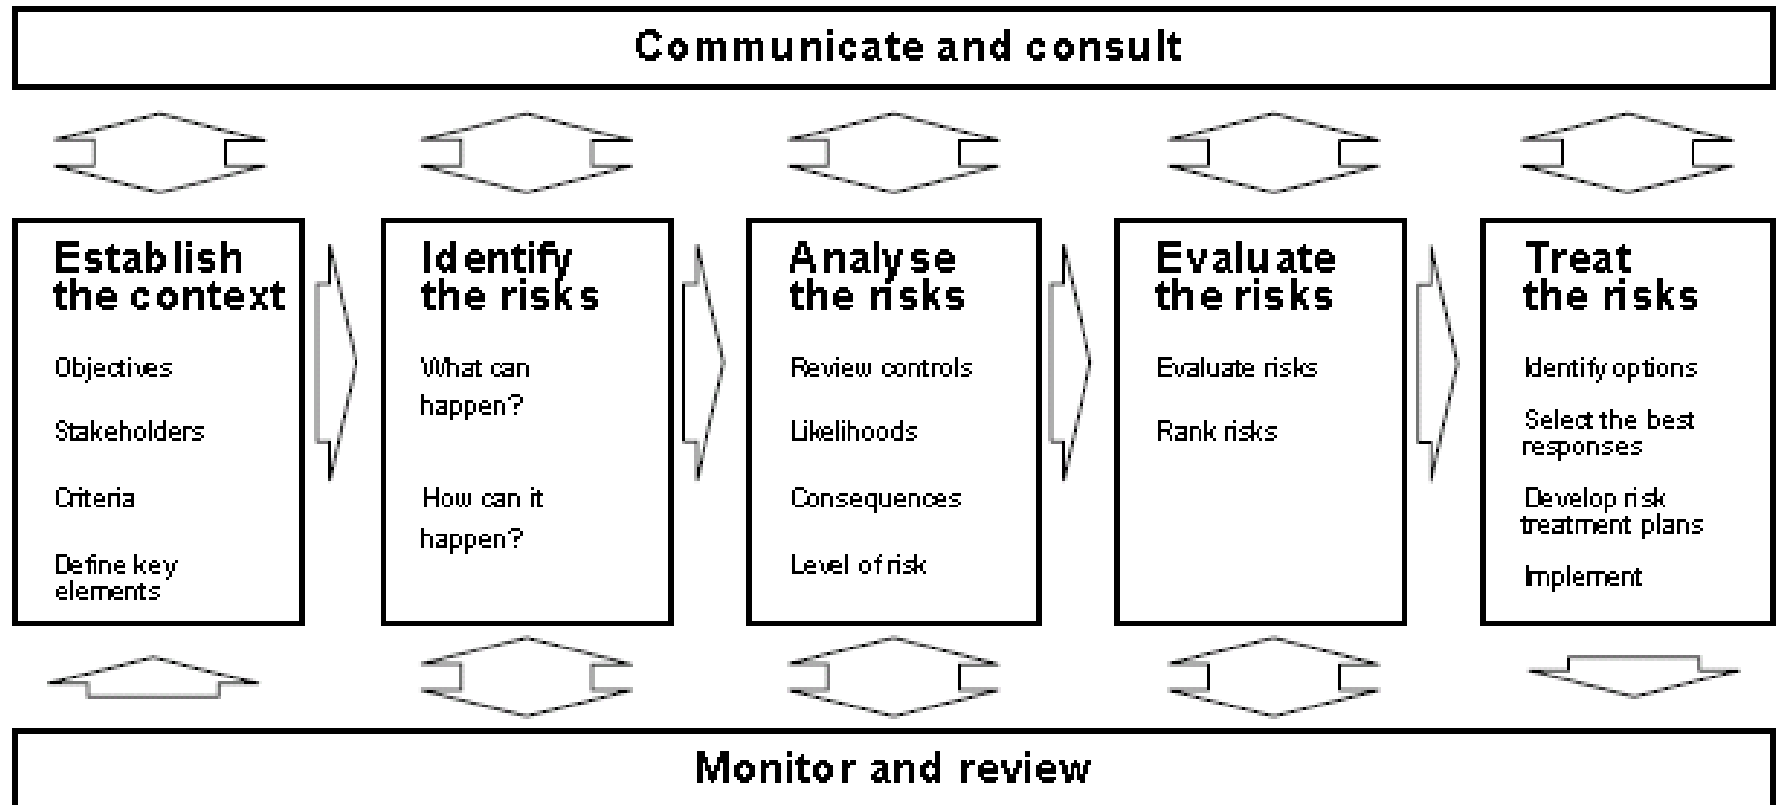 Communicate and consult
Establish
the context
Objectives
Stakeholders
Criteria
Define key
elements
Identify
the risks
What can
happen?
How can it
happen?
Analyse
the risks
Review controls
Likelihoods
Consequences
Level of risk
Evaluate
the risks
Evaluate risks
Rank risks
Treat
the risks
Identify options
Select the best
responses
Develop risk
treatment plans
Implement
Monitor and review